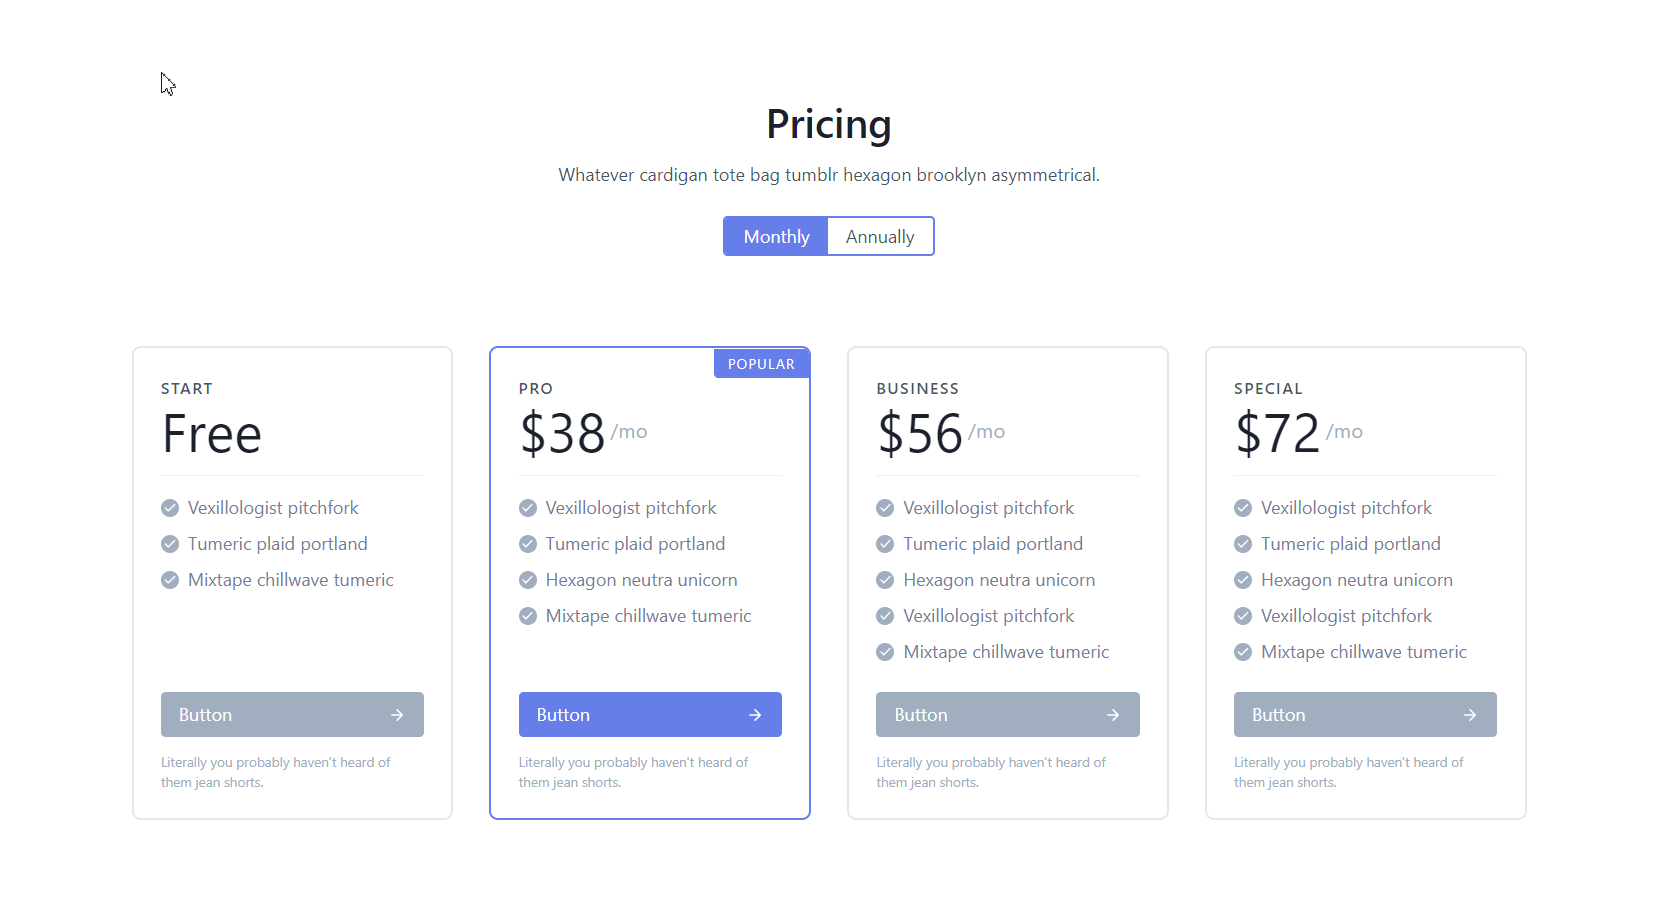 Pricing
Whatever cardigan tote bag tumblr hexagon brooklyn asymmetrical.
Monthly
Annually
START
Free
Vexillologist pitchfork
Tumeric plaid portland
Mixtape chillwave tumeric
Button
Literally you probably haven't heard of
them jean shorts.
POPULAR
PRO
$38 /mo
Vexillologist pitchfork
Tumeric plaid portland
Hexagon neutra unicorn
Mixtape chillwave tumeric
Button
Literally you probably haven't heard of
them jean shorts.
BUSINESS
$56 /mo
Vexillologist pitchfork
Tumeric plaid portland
Hexagon neutra unicorn
Vexillologist pitchfork
Mixtape chillwave tumeric
Button
Literally you probably haven't heard of
them jean shorts.
SPECIAL
$72 /mo
Vexillologist pitchfork
Tumeric plaid portland
Hexagon neutra unicorn
Vexillologist pitchfork
Mixtape chillwave tumeric
Button
Literally you probably haven't heard of
them jean shorts.